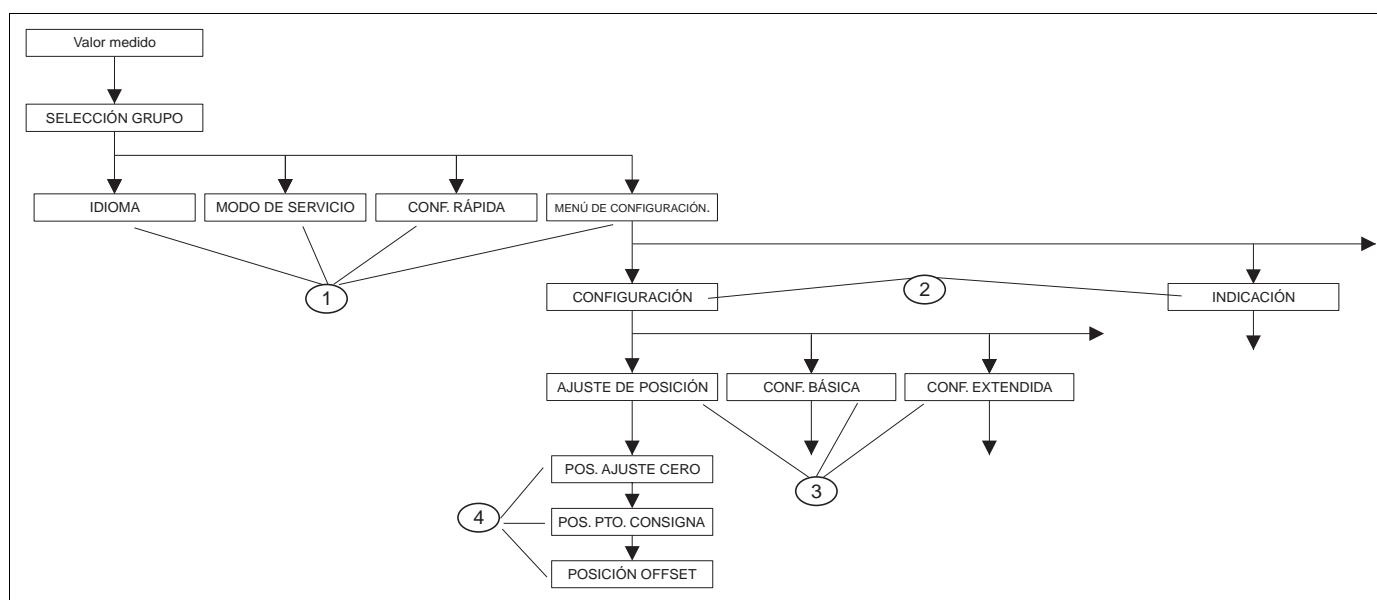 Valor medido
SELECCIÓN GRUPO
IDIOMA
MODO DE SERVICIO
CONF. RÁPIDA
MENÚ DE CONFIGURACIÓN.
1
CONFIGURACIÓN
2
INDICACIÓN
AJUSTE DE POSICIÓN
CONF. BÁSICA
CONF. EXTENDIDA
POS. AJUSTE CERO
3
4
POS. PTO. CONSIGNA
POSICIÓN OFFSET